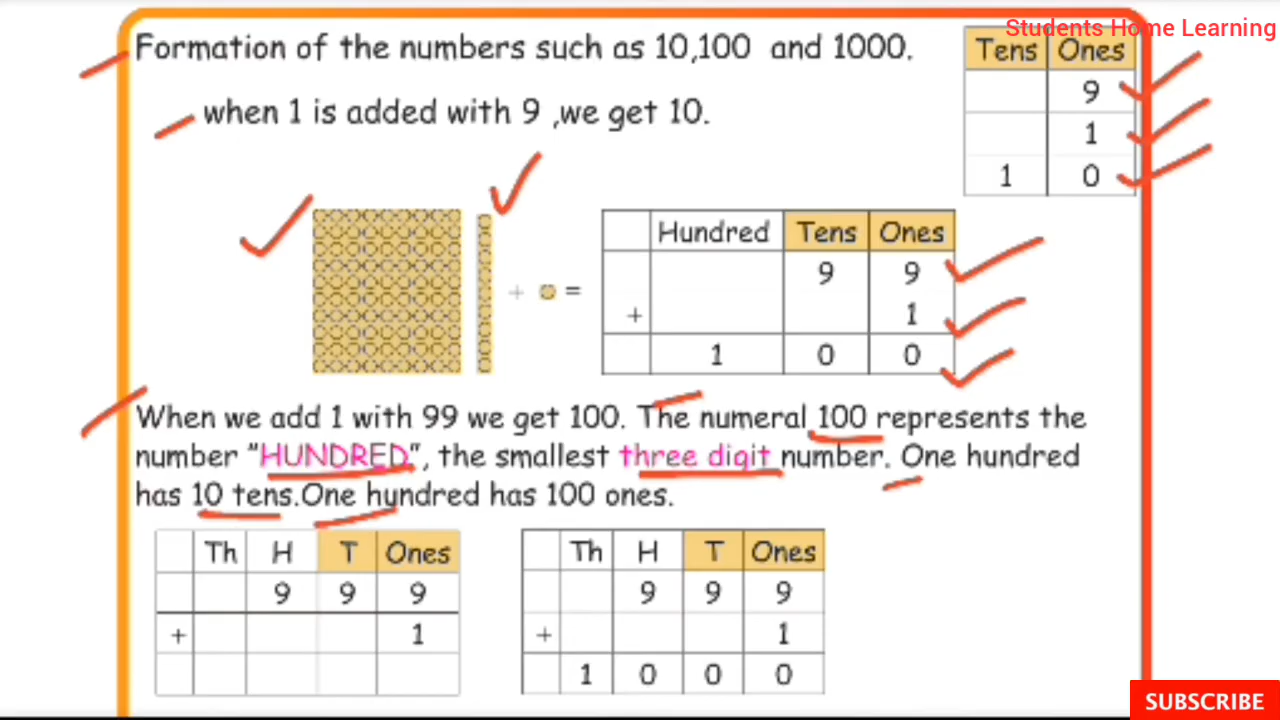 Students Home Learning
Formation of the numbers such as 10,100 and 1000.
when 1 is added with 9 ,we get 10.
Tens Ones
9
1
1 0
+ =
Hundred Tens Ones
9 9
+ 1
1 0 0
When we add 1 with 99 we get 100. The numeral 100 represents the
number "HUNDRED", the smallest three digit number. One hundred
has 10 tens.One hundred has 100 ones.
Th H T Ones
9 9 9
+ 1
Th H T Ones
9 9 9
+ 1
1 0 0 0
SUBSCRIBE